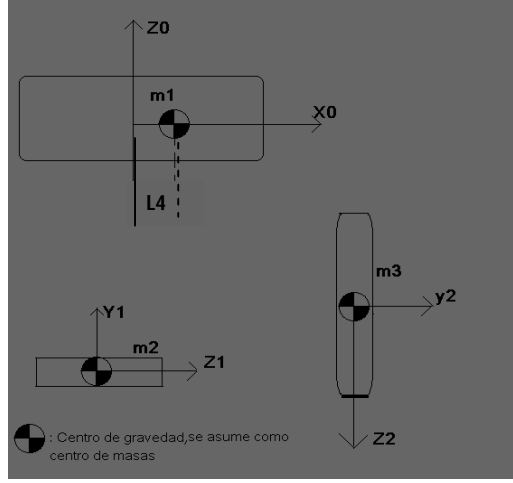 Z0
m1
X0
L4
m3
y2
Y1
m2
Z1
: Centro de gravedad,se asume como
centro de masas
Z2